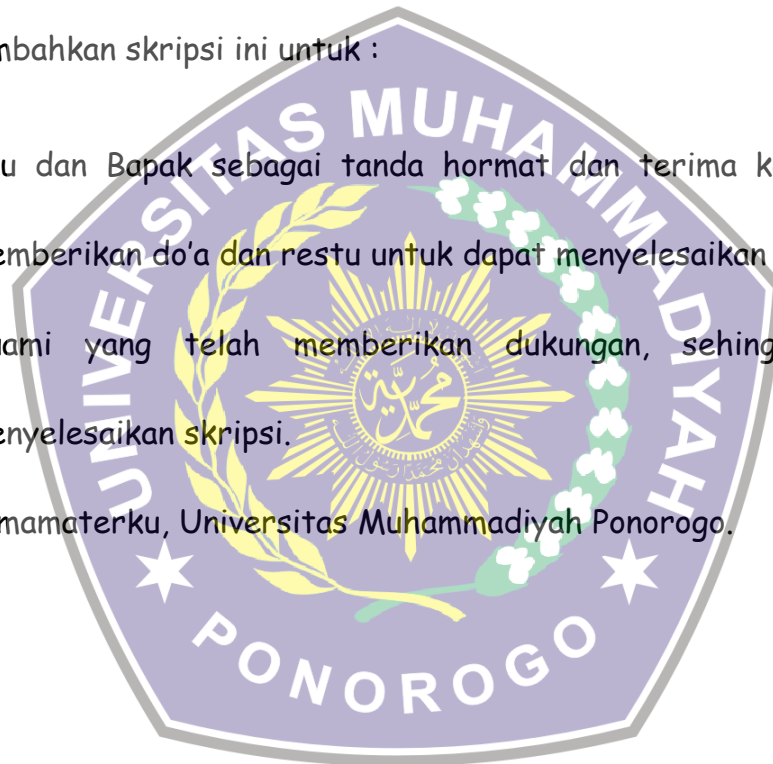 mbahkan skripsi ini untuk :
u dan Bapak sebagai tanda hormat dan terima k
emberikan do'a dan restu untuk dapat menyelesaikan
ami yang telah memberikan dukungan, sehing
enyelesaikan skripsi.
mamaterku, Universitas Muhammadiyah Ponorogo.
UNIVERSITAS MUHAMMADIYAH
PONOROGO
محمدية